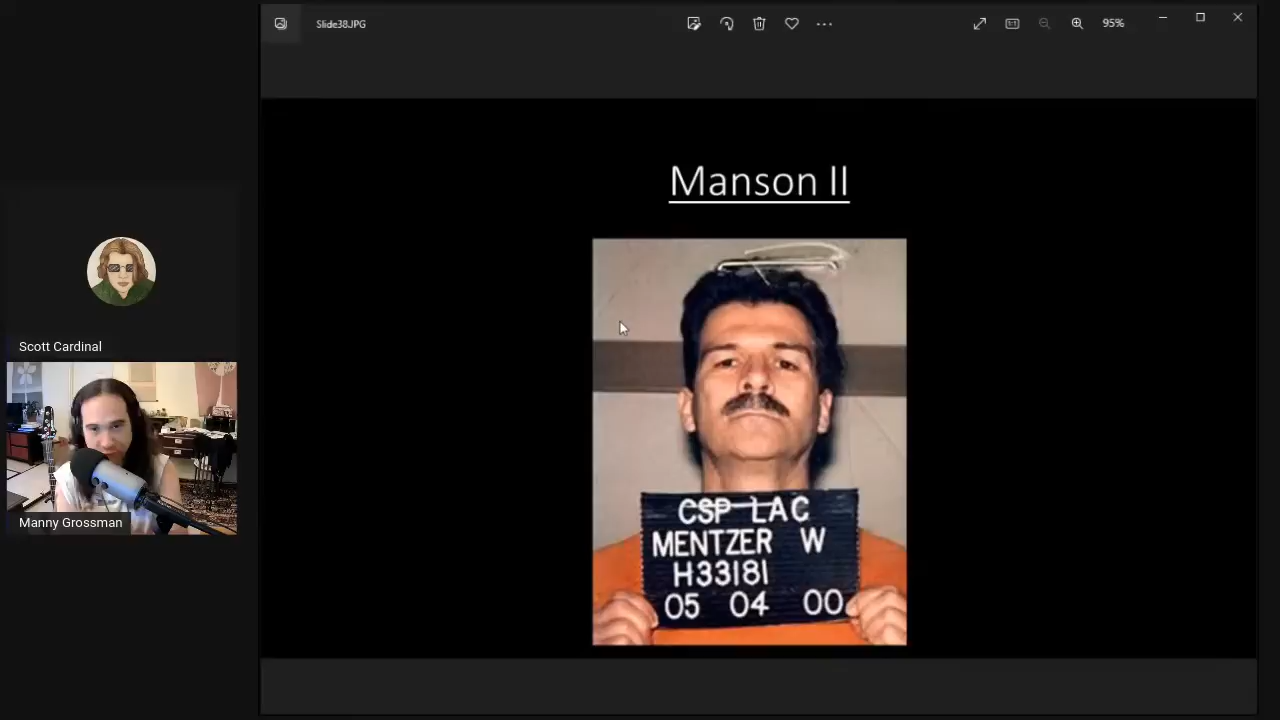 Slide38.JPG
95%
Manson II
Scott Cardinal
Manny Grossman
CSP LAC
MENTZER W
H33181
05 04 00